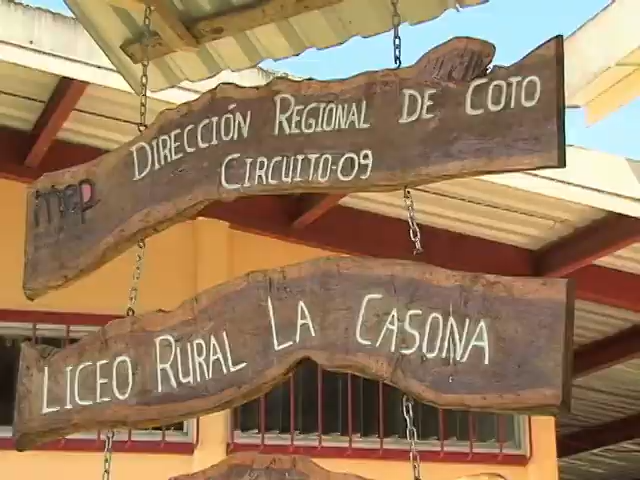 DIRECCIÓN REGIONAL DE COTO
CIRCUITO-09
mep
LICEO RURAL LA CASONA